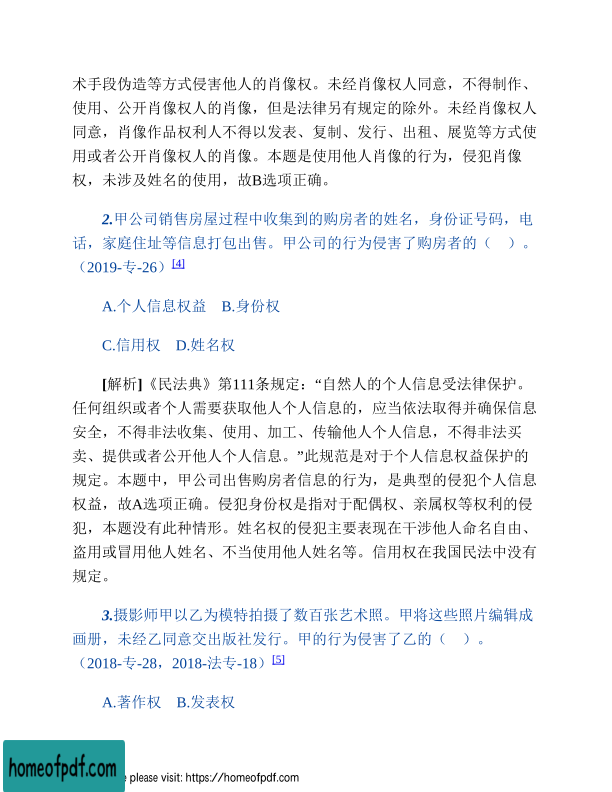 术手段伪造等方式侵害他人的肖像权。未经肖像权人同意，不得制作、
使用、公开肖像权人的肖像，但是法律另有规定的除外。未经肖像权人
同意，肖像作品权利人不得以发表、复制、发行、出租、展览等方式使
用或者公开肖像权人的肖像。本题是使用他人肖像的行为，侵犯肖像
权，未涉及姓名的使用，故B选项正确。
2.甲公司销售房屋过程中收集到的购房者的姓名，身份证号码，电
话，家庭住址等信息打包出售。甲公司的行为侵害了购房者的（　）。
（2019-专-26）[4]
A.个人信息权益　B.身份权
C.信用权　D.姓名权
[解析]《民法典》第111条规定：“自然人的个人信息受法律保护。
任何组织或者个人需要获取他人个人信息的，应当依法取得并确保信息
安全，不得非法收集、使用、加工、传输他人个人信息，不得非法买
卖、提供或者公开他人个人信息。”此规范是对于个人信息权益保护的
规定。本题中，甲公司出售购房者信息的行为，是典型的侵犯个人信息
权益，故A选项正确。侵犯身份权是指对于配偶权、亲属权等权利的侵
犯，本题没有此种情形。姓名权的侵犯主要表现在干涉他人命名自由、
盗用或冒用他人姓名、不当使用他人姓名等。信用权在我国民法中没有
规定。
3.摄影师甲以乙为模特拍摄了数百张艺术照。甲将这些照片编辑成
画册，未经乙同意交出版社发行。甲的行为侵害了乙的（　）。
（2018-专-28，2018-法专-18）[5]
A.著作权　B.发表权
homeofpdf.com
please visit: https://homeofpdf.com